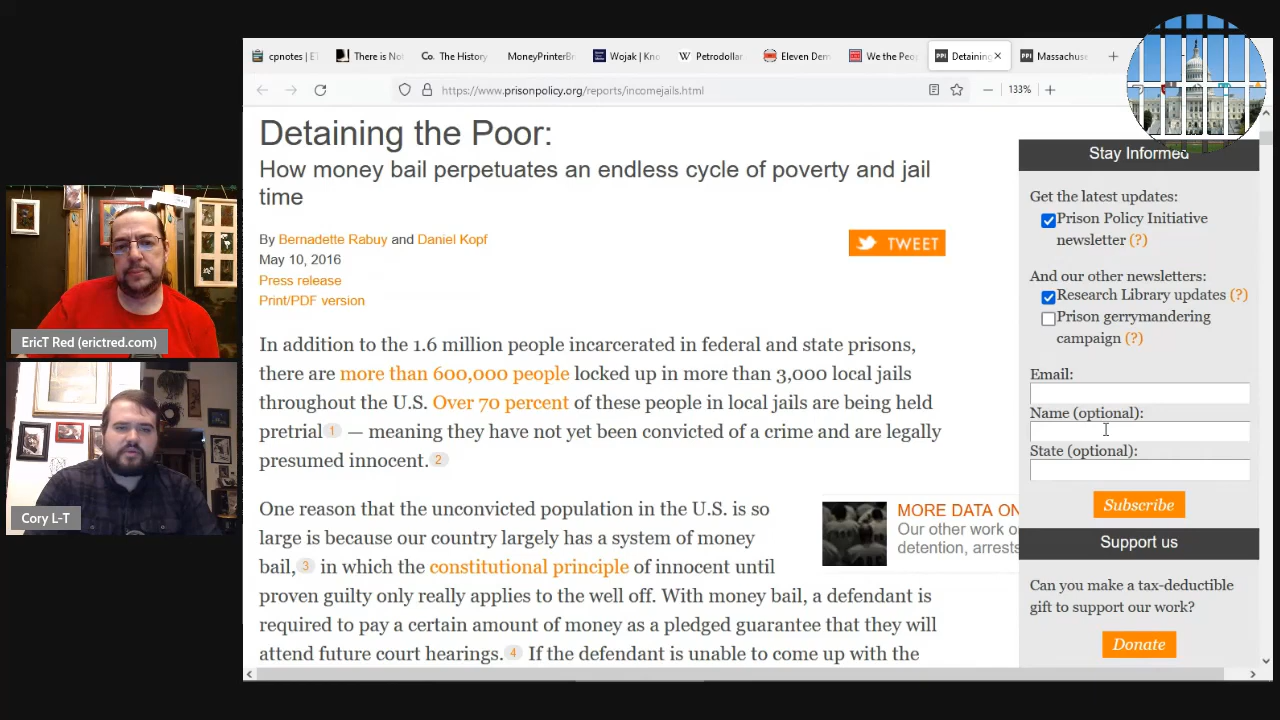 cpnotes | ET
There is Not
Co. The History
MoneyPrinterBr
Wojak | Kno
W Petrodollar
Eleven Dem
We the Peop
PPI Detaining
PPI Massachuse
https://www.prisonpolicy.org/reports/incomejails.html
133%
Detaining the Poor:
How money bail perpetuates an endless cycle of poverty and jail
time
By Bernadette Rabuy and Daniel Kopf
May 10, 2016
Press release
Print/PDF version
TWEET
In addition to the 1.6 million people incarcerated in federal and state prisons,
there are more than 600,000 people locked up in more than 3,000 local jails
throughout the U.S. Over 70 percent of these people in local jails are being held
pretrial 1 — meaning they have not yet been convicted of a crime and are legally
presumed innocent. 2
One reason that the unconvicted population in the U.S. is so
large is because our country largely has a system of money
bail, 3 in which the constitutional principle of innocent until
proven guilty only really applies to the well off. With money bail, a defendant is
required to pay a certain amount of money as a pledged guarantee that they will
attend future court hearings. 4 If the defendant is unable to come up with the
MORE DATA ON
Our other work o
detention, arrests
Stay Informed
Get the latest updates:
Prison Policy Initiative
newsletter (?)
And our other newsletters:
Research Library updates (?)
Prison gerrymandering
campaign (?)
Email:
Name (optional):
State (optional):
Subscribe
Support us
Can you make a tax-deductible
gift to support our work?
Donate
EricT Red (erictred.com)
Cory L-T